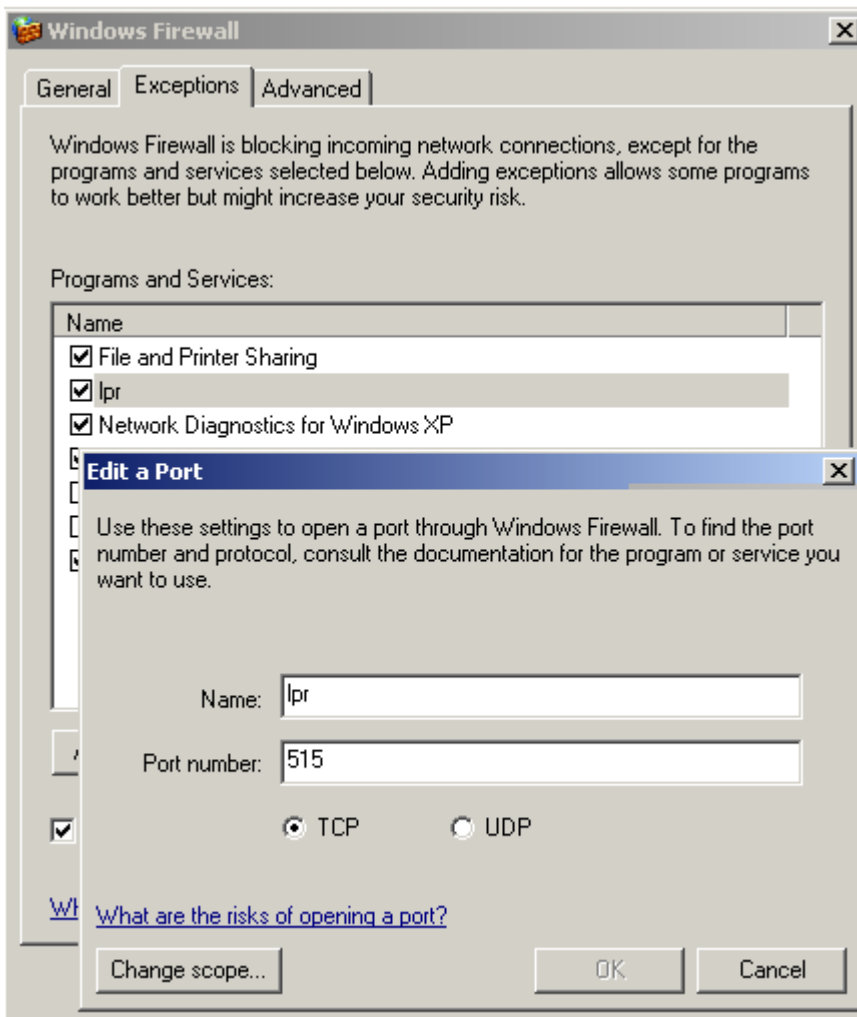 Windows Firewall
General Exceptions Advanced
Windows Firewall is blocking incoming network connections, except for the
programs and services selected below. Adding exceptions allows some programs
to work better but might increase your security risk.
Programs and Services:
Name
File and Printer Sharing
lpr
Network Diagnostics for Windows XP
Edit a Port
Use these settings to open a port through Windows Firewall. To find the port
number and protocol, consult the documentation for the program or service you
want to use.
Name: lpr
Port number: 515
TCP UDP
What are the risks of opening a port?
Change scope... OK Cancel